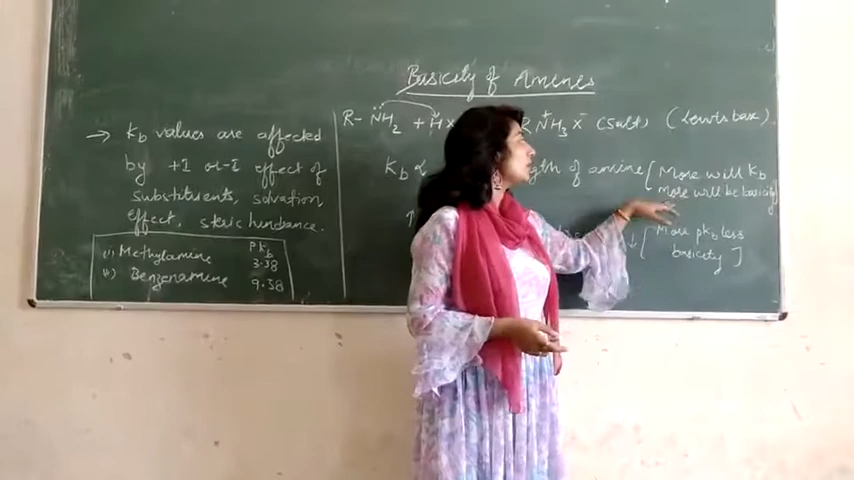 Basicity of Amines
→ Kb values are affected
by +I or -I effect of
substituents, solvation
effect, steric hindrance.
PKb
(i) Methylamine 3.38
(ii) Benzenamine 9.38
R-NH2 + H X RNH3 X- (Salt) (Lewis base)
Kb ∝ of amine [More will Kb
more will be basicity
↓ [More pKb less
basicity]